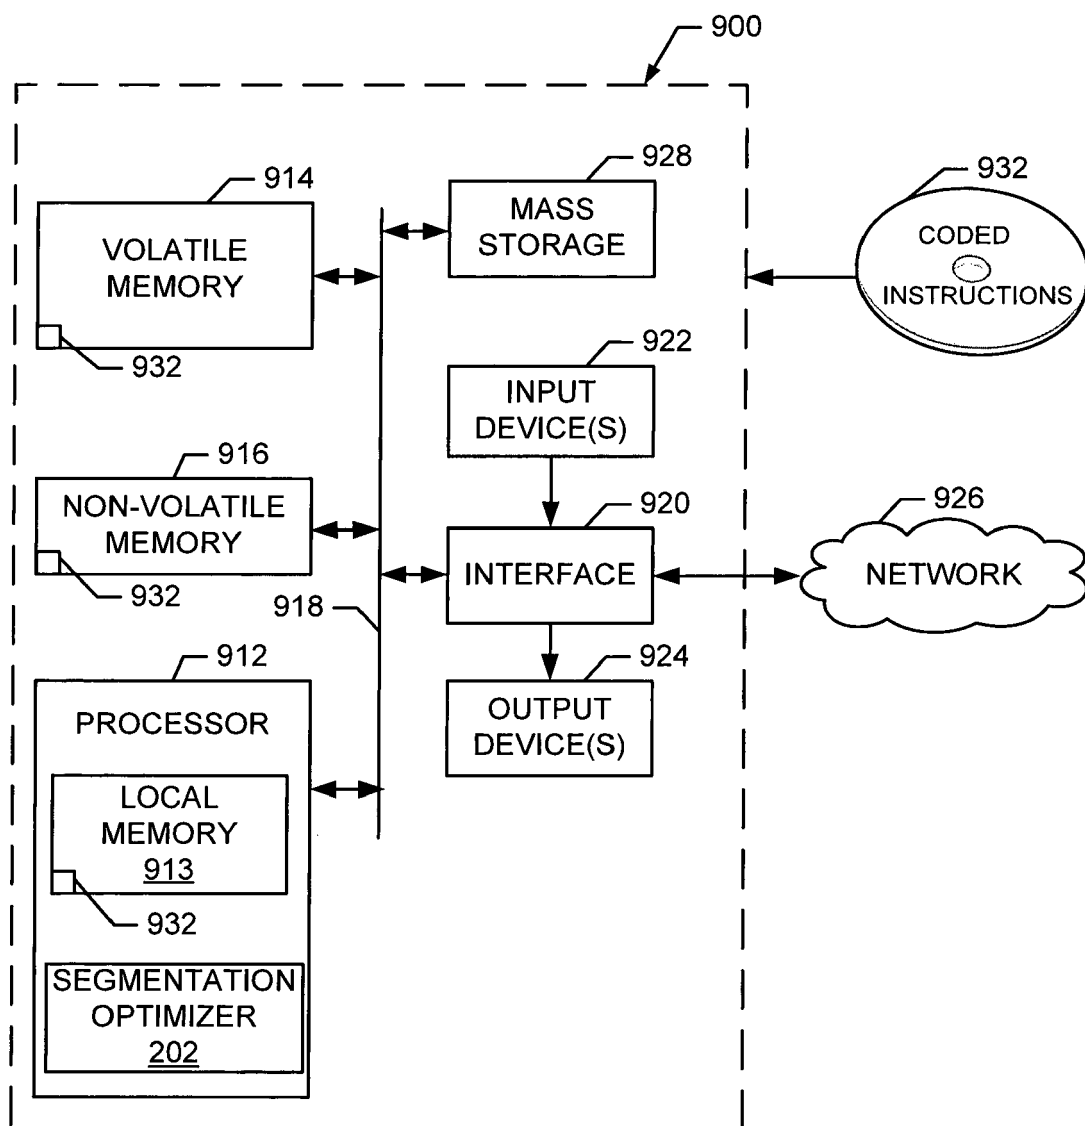 900
914
VOLATILE
MEMORY
932
928
MASS
STORAGE
932
CODED
INSTRUCTIONS
922
INPUT
DEVICE(S)
916
NON-VOLATILE
MEMORY
932
918
920
INTERFACE
926
NETWORK
912
PROCESSOR
LOCAL
MEMORY
913
932
SEGMENTATION
OPTIMIZER
202
924
OUTPUT
DEVICE(S)